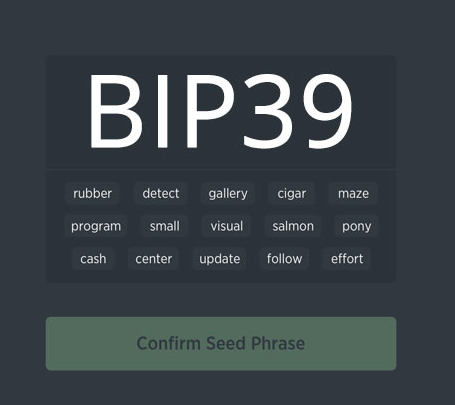 BIP39
rubber detect gallery cigar maze
program small visual salmon pony
cash center update follow effort
Confirm Seed Phrase